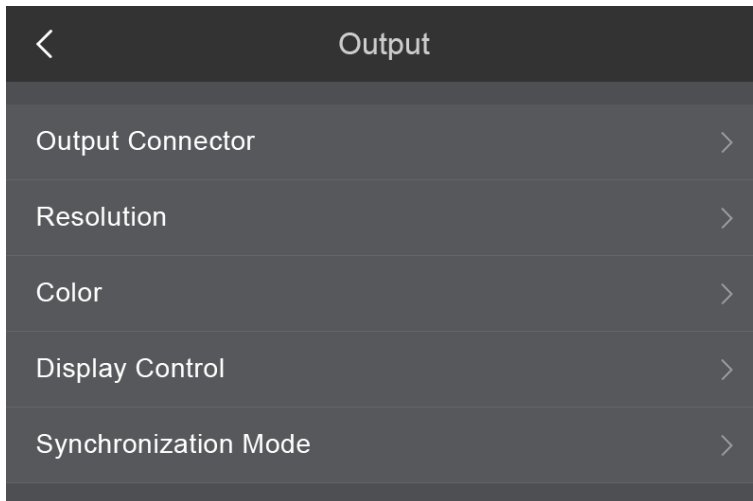 Output
Output Connector
Resolution
Color
Display Control
Synchronization Mode